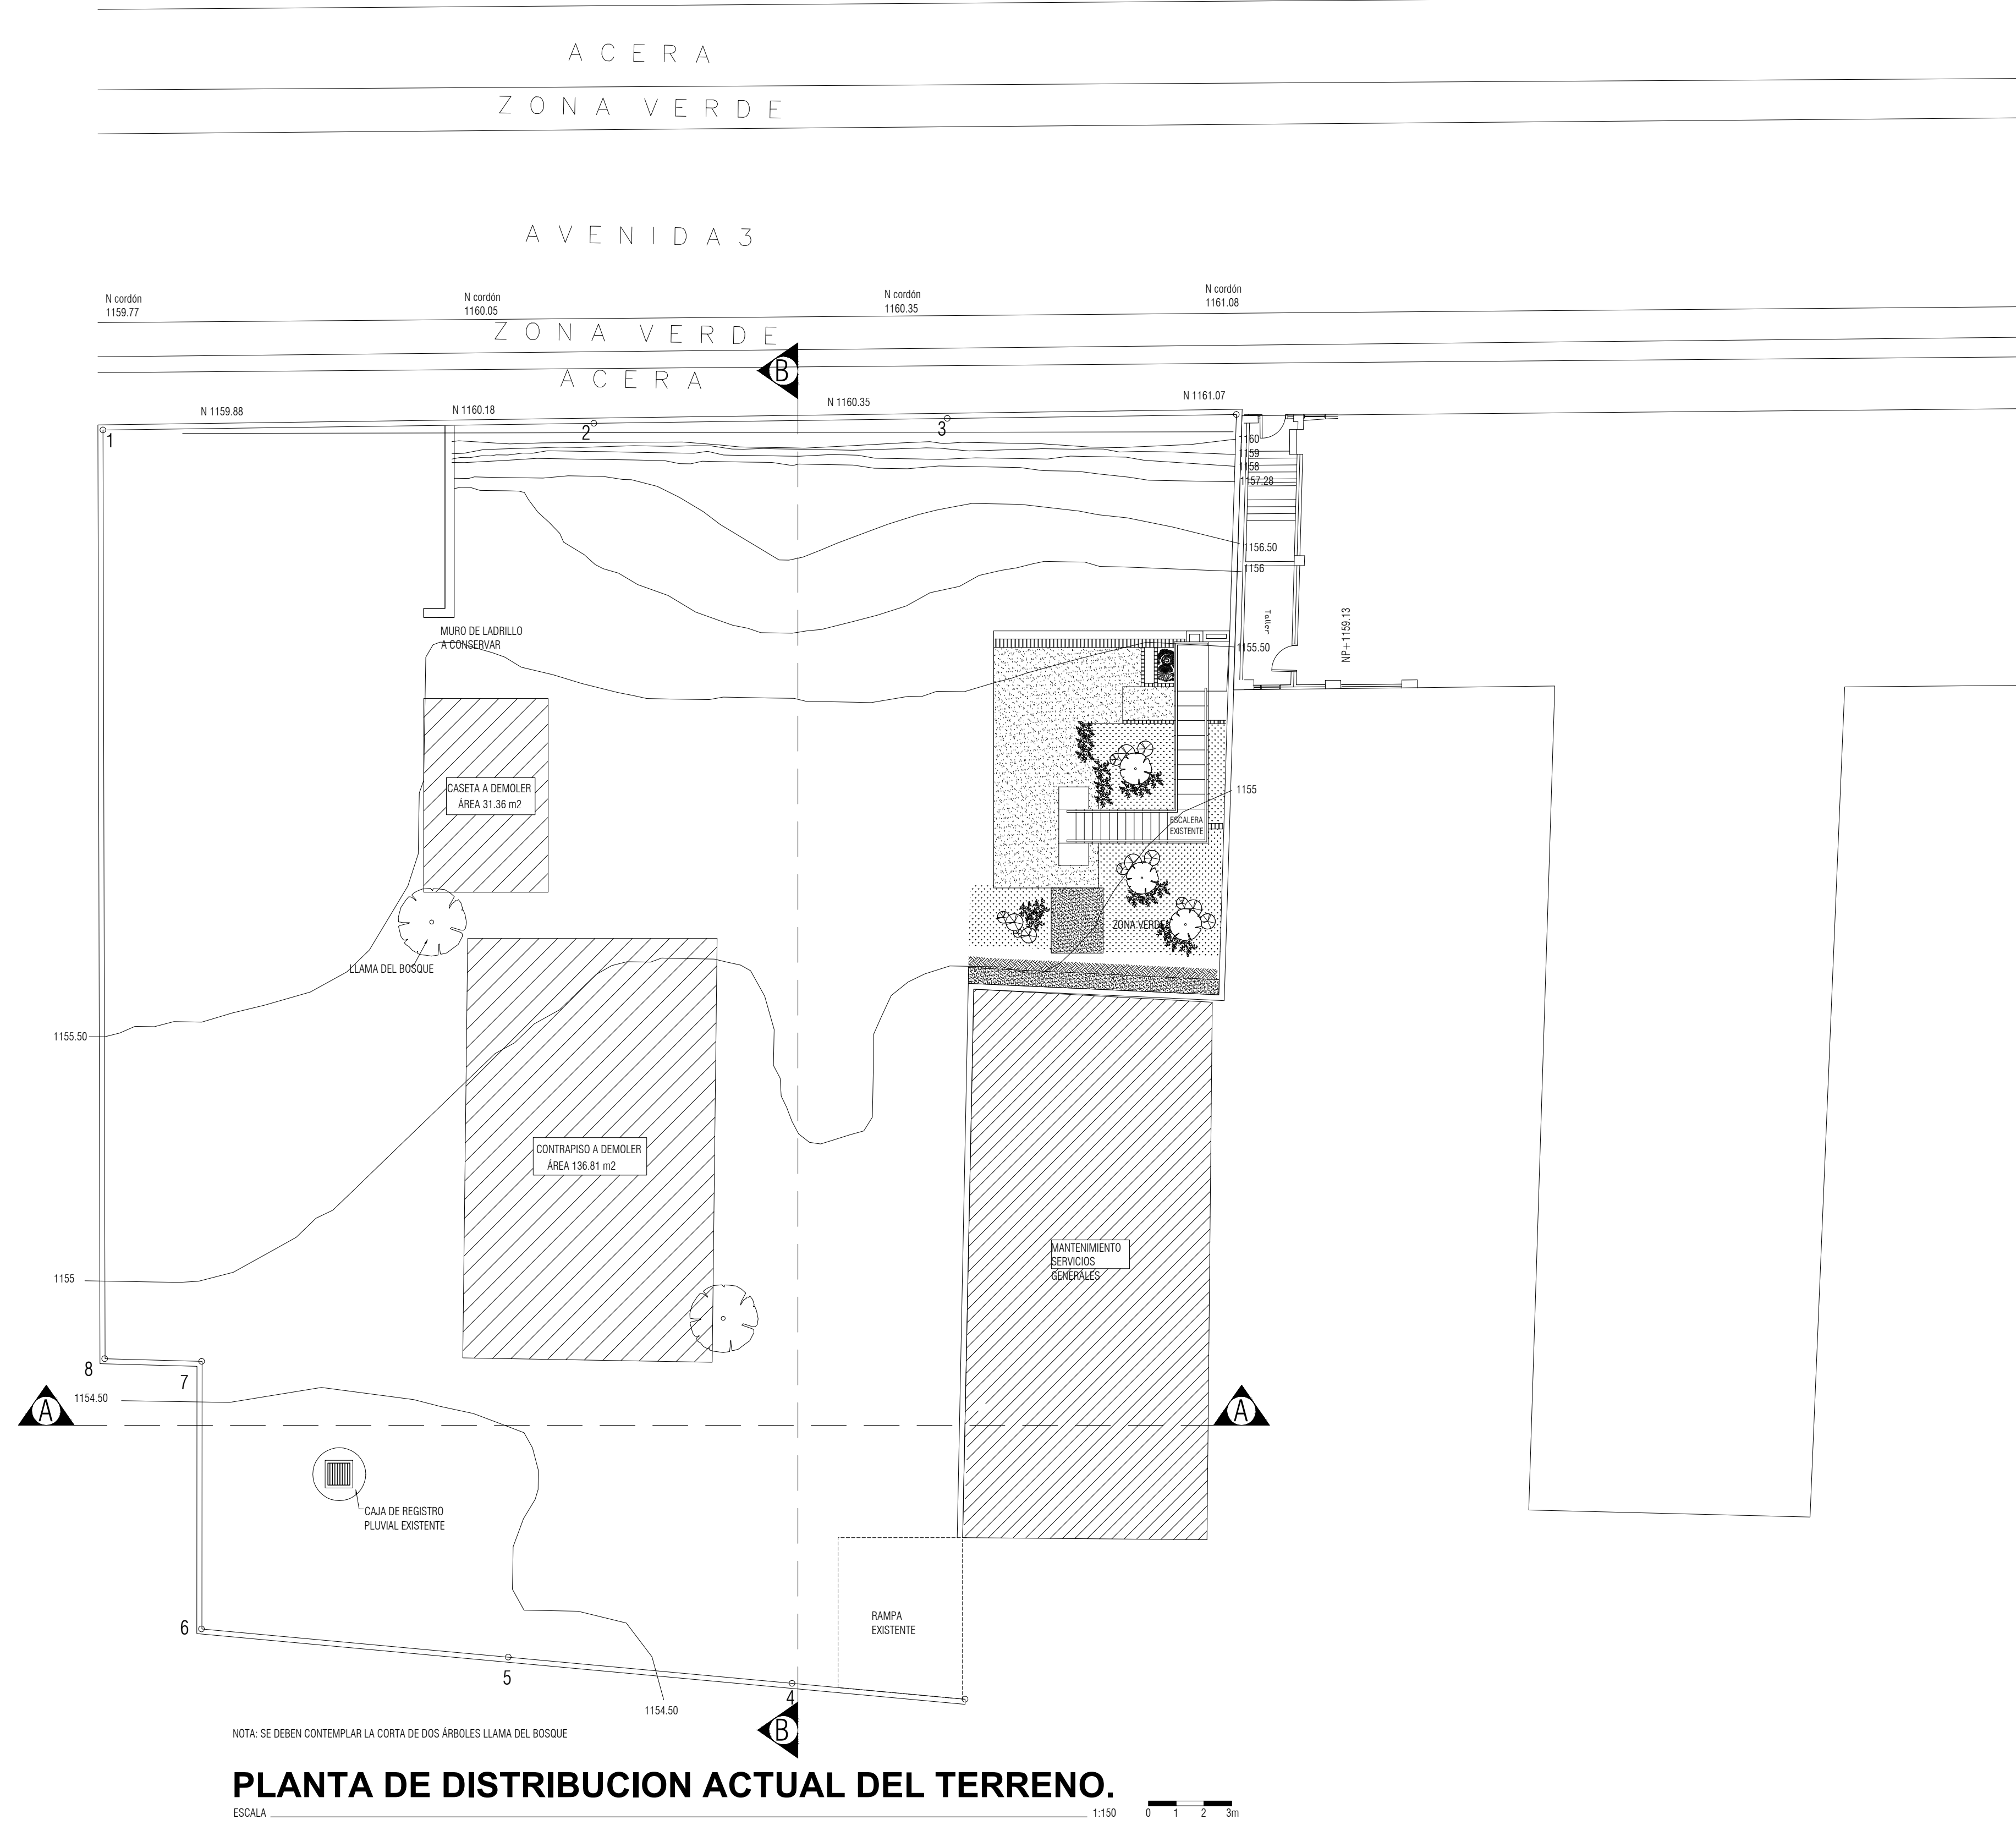 A C E R A
Z O N A V E R D E
A V E N I D A 3
N cordón
1159.77
N cordón
1160.05
N cordón
1160.35
N cordón
1161.08
Z O N A V E R D E
B
A C E R A
N 1159.88
N 1160.18
N 1160.35
N 1161.07
1
2
3
1160
1159
1158
1157.28
1156.50
1156
Taller
NP+1159.13
MURO DE LADRILLO
A CONSERVAR
1155.50
CASETA A DEMOLER
ÁREA 31.36 m2
1155
ESCALERA
EXISTENTE
ZONA VERDE
LLAMA DEL BOSQUE
1155.50
CONTRAPISO A DEMOLER
ÁREA 136.81 m2
MANTENIMIENTO
SERVICIOS
GENERALES
1155
8
7
1154.50
A
A
CAJA DE REGISTRO
PLUVIAL EXISTENTE
RAMPA
EXISTENTE
6
5
4
1154.50
B
NOTA: SE DEBEN CONTEMPLAR LA CORTA DE DOS ÁRBOLES LLAMA DEL BOSQUE
PLANTA DE DISTRIBUCION ACTUAL DEL TERRENO.
ESCALA 1:150
0 1 2 3m